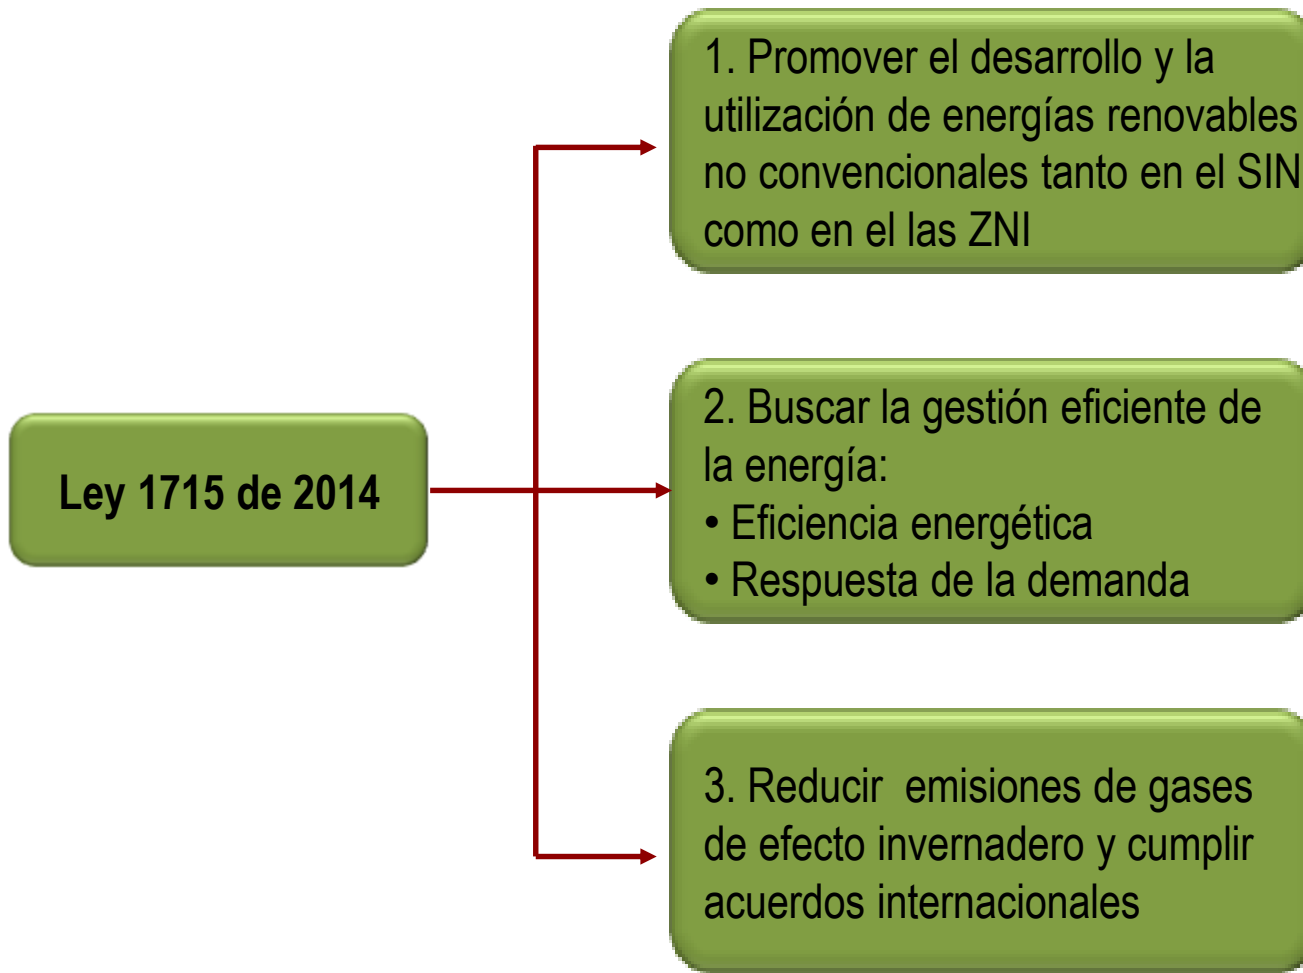 1. Promover el desarrollo y la
utilización de energías renovables
no convencionales tanto en el SIN
como en el las ZNI
Ley 1715 de 2014
2. Buscar la gestión eficiente de
la energía:
• Eficiencia energética
• Respuesta de la demanda
3. Reducir  emisiones de gases
de efecto invernadero y cumplir
acuerdos internacionales